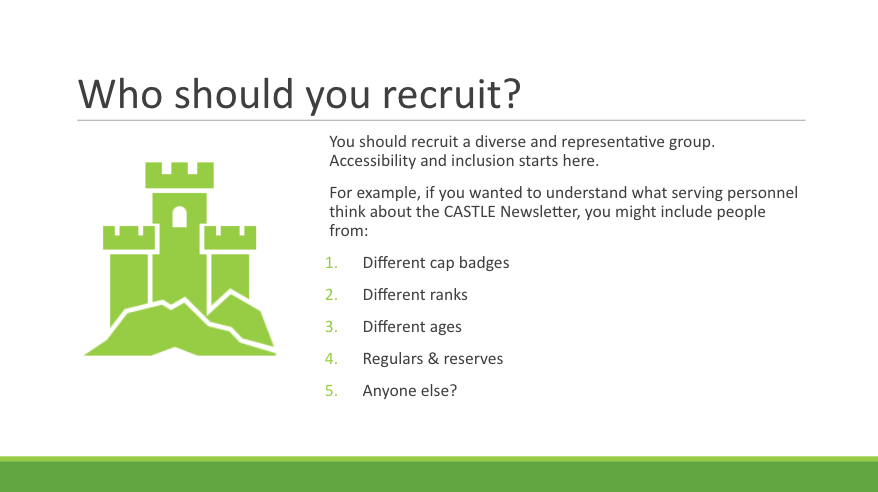 Who should you recruit?
You should recruit a diverse and representative group.
Accessibility and inclusion starts here.
For example, if you wanted to understand what serving personnel
think about the CASTLE Newsletter, you might include people
from:
1. Different cap badges
2. Different ranks
3. Different ages
4. Regulars & reserves
5. Anyone else?